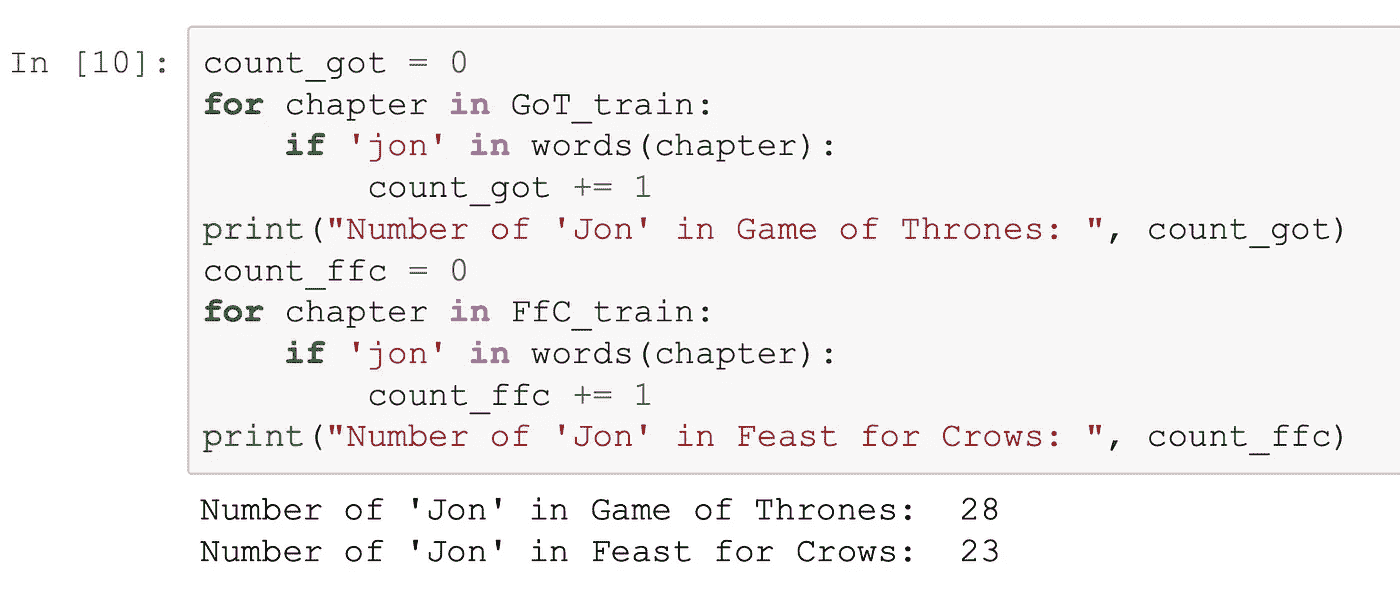 In [10]:
count_got = 0
for chapter in GoT_train:
    if 'jon' in words(chapter):
        count_got += 1
print("Number of 'Jon' in Game of Thrones: ", count_got)
count_ffc = 0
for chapter in FfC_train:
    if 'jon' in words(chapter):
        count_ffc += 1
print("Number of 'Jon' in Feast for Crows: ", count_ffc)
Number of 'Jon' in Game of Thrones:  28
Number of 'Jon' in Feast for Crows:  23